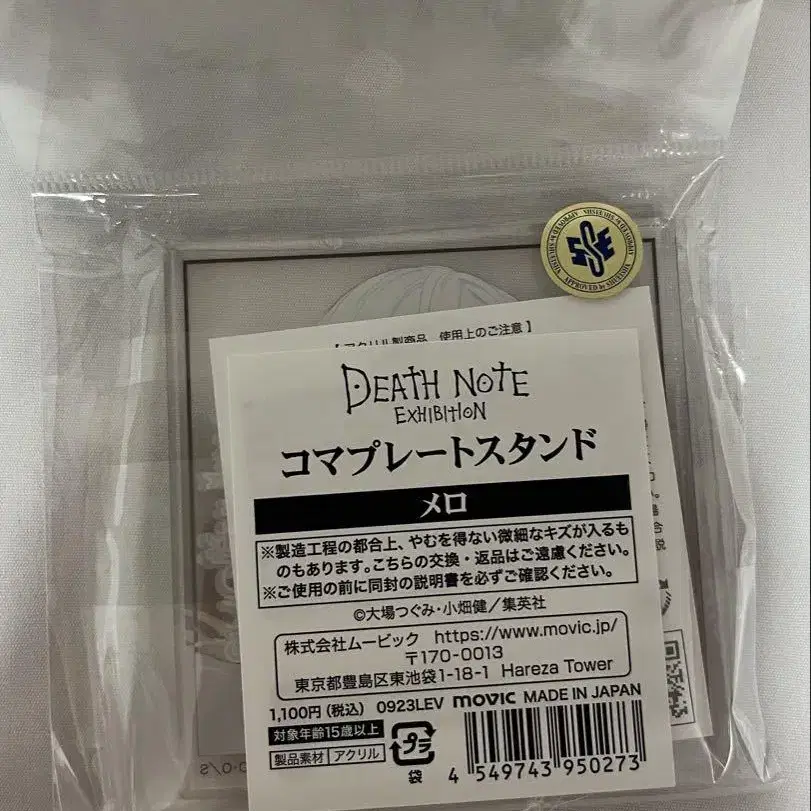 APPROVED by SHUEISHA
【アクリル製商品 使用上のご注意】
DEATH NOTE
EXHIBITION
コマプレートスタンド
メロ
※製造工程の都合上、やむを得ない微細なキズが入るも
のもあります。こちらの交換・返品はご遠慮ください。
※ご使用の前に同封の説明書を必ずご確認ください。
©大場つぐみ・小畑健／集英社
株式会社ムービック https://www.movic.jp/
〒170-0013
東京都豊島区東池袋1-18-1 Hareza Tower
1,100円（税込） 0923LEV movic MADE IN JAPAN
対象年齢15歳以上
製品素材 アクリル
プラ
袋
4 549743 950273